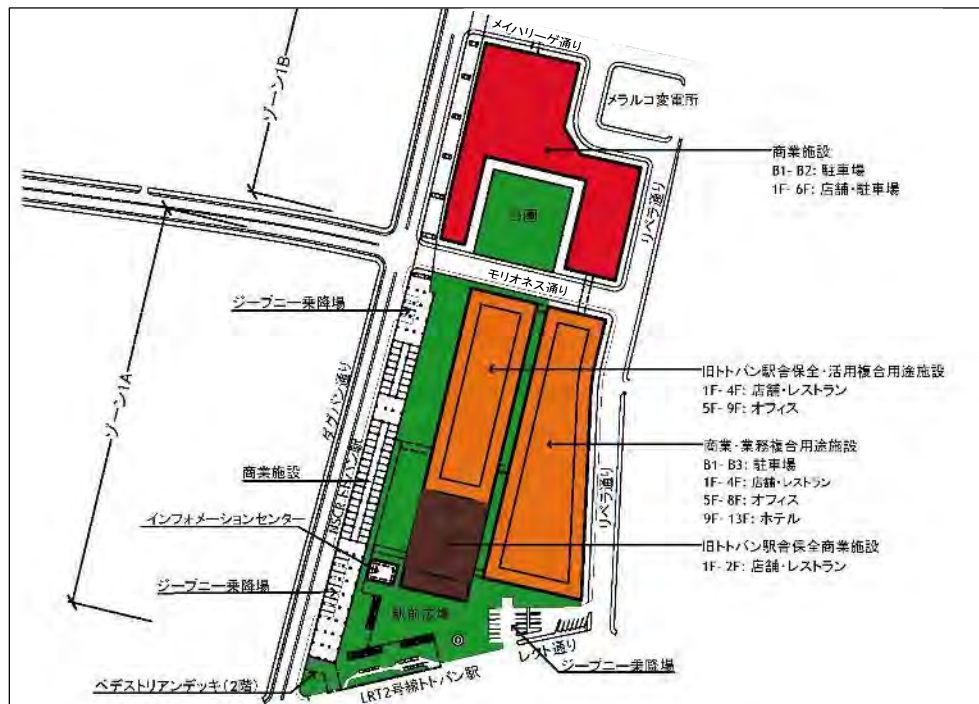 メイハリーゲ通り
メラルコ変電所
ゾーン1B
商業施設
B1-B2: 駐車場
1F-6F: 店舗・駐車場
公園
リベラ通り
モリオネス通り
ジープニー乗降場
ゾーン1A
ダグパン通り
旧トトバン駅舎保全・活用複合用途施設
1F-4F: 店舗・レストラン
5F-9F: オフィス
商業・業務複合用途施設
B1-B3: 駐車場
1F-4F: 店舗・レストラン
5F-8F: オフィス
9F-13F: ホテル
商業施設
NSCRトトバン駅
リベラ通り
インフォメーションセンター
旧トトバン駅舎保全商業施設
1F-2F: 店舗・レストラン
ジープニー乗降場
駅前広場
レクト通り
ジープニー乗降場
ペデストリアンデッキ(2階)
LRT2号線トトバン駅